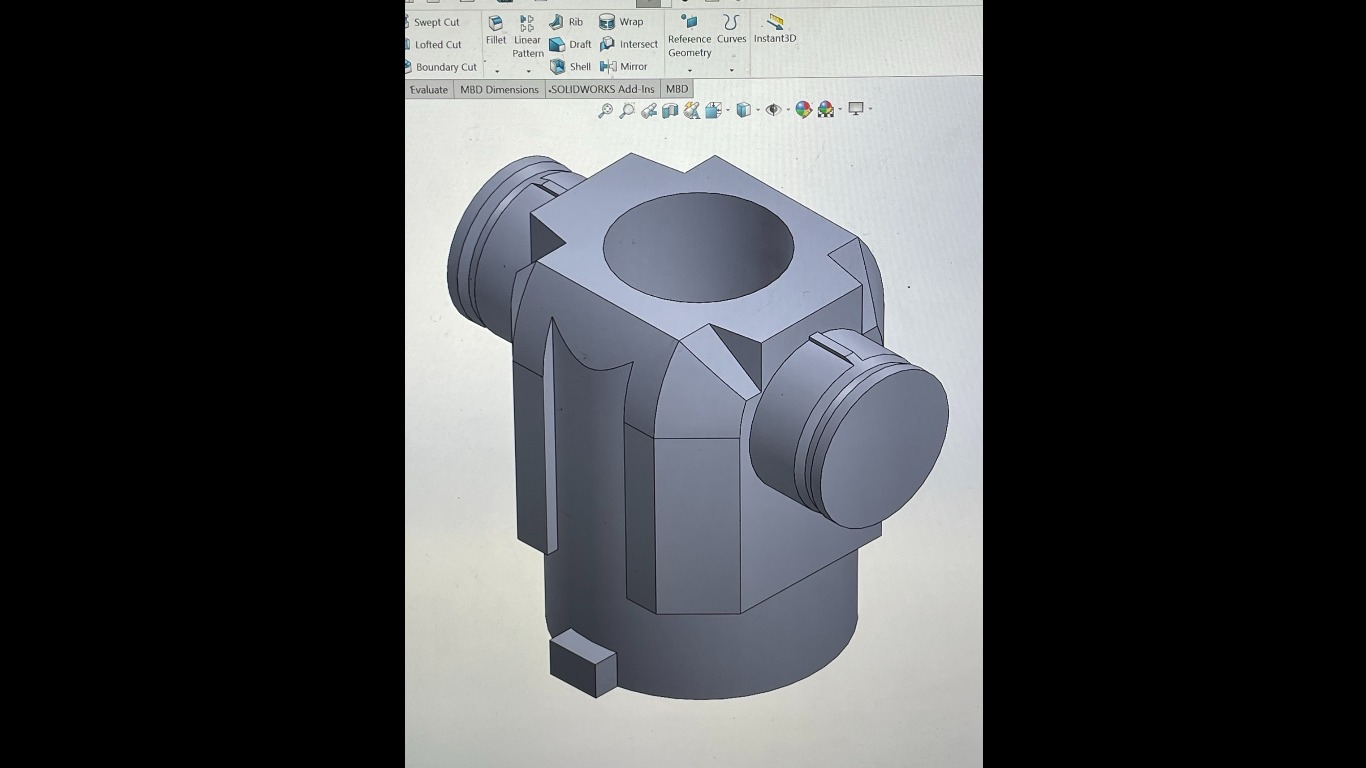 Swept Cut
Lofted Cut
Boundary Cut
Fillet
Linear
Pattern
Rib
Draft
Shell
Wrap
Intersect
Mirror
Reference
Geometry
Curves
Instant3D
Evaluate
MBD Dimensions
SOLIDWORKS Add-Ins
MBD